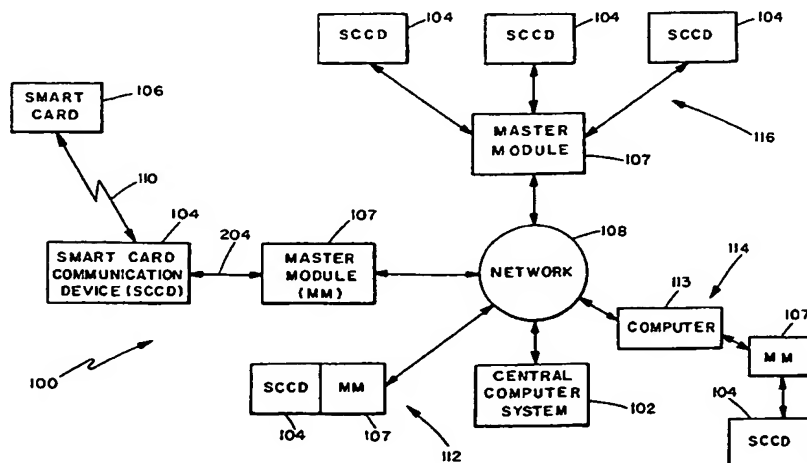 104
104
104
SCCD
SCCD
SCCD
SMART
CARD
106
116
MASTER
MODULE
107
110
104
204
107
108
SMART CARD
COMMUNICATION
DEVICE (SCCD)
MASTER
MODULE
(MM)
NETWORK
113
114
COMPUTER
107
MM
100
SCCD
MM
104
107
112
CENTRAL
COMPUTER
SYSTEM
102
104
SCCD